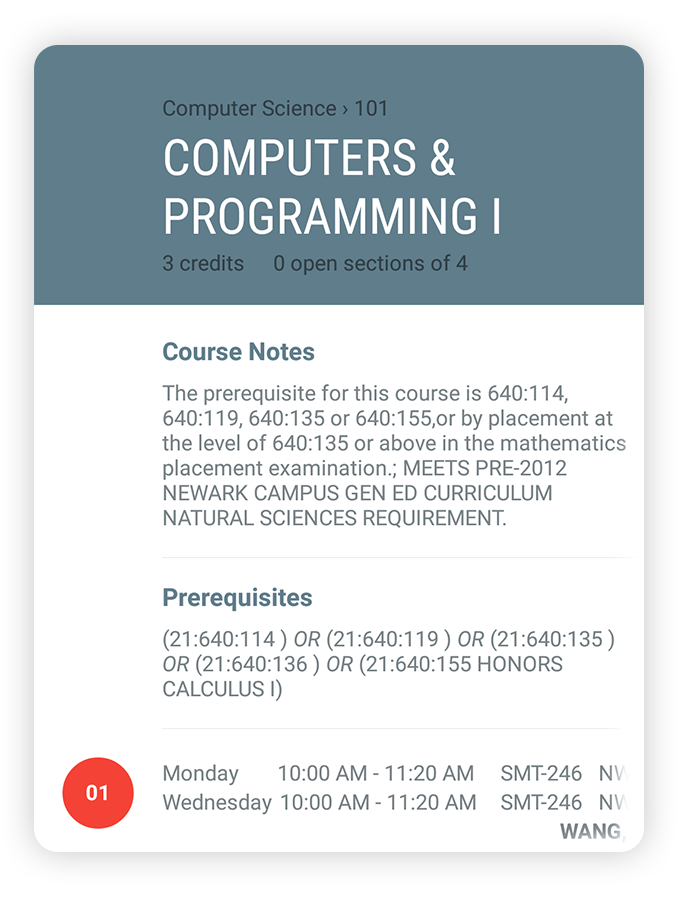 Computer Science › 101
COMPUTERS &
PROGRAMMING I
3 credits 0 open sections of 4
Course Notes
The prerequisite for this course is 640:114,
640:119, 640:135 or 640:155,or by placement at
the level of 640:135 or above in the mathematics
placement examination.; MEETS PRE-2012
NEWARK CAMPUS GEN ED CURRICULUM
NATURAL SCIENCES REQUIREMENT.
Prerequisites
(21:640:114 ) OR (21:640:119 ) OR (21:640:135 )
OR (21:640:136 ) OR (21:640:155 HONORS
CALCULUS I)
01
Monday 10:00 AM - 11:20 AM SMT-246 NW
Wednesday 10:00 AM - 11:20 AM SMT-246 NW
WANG,